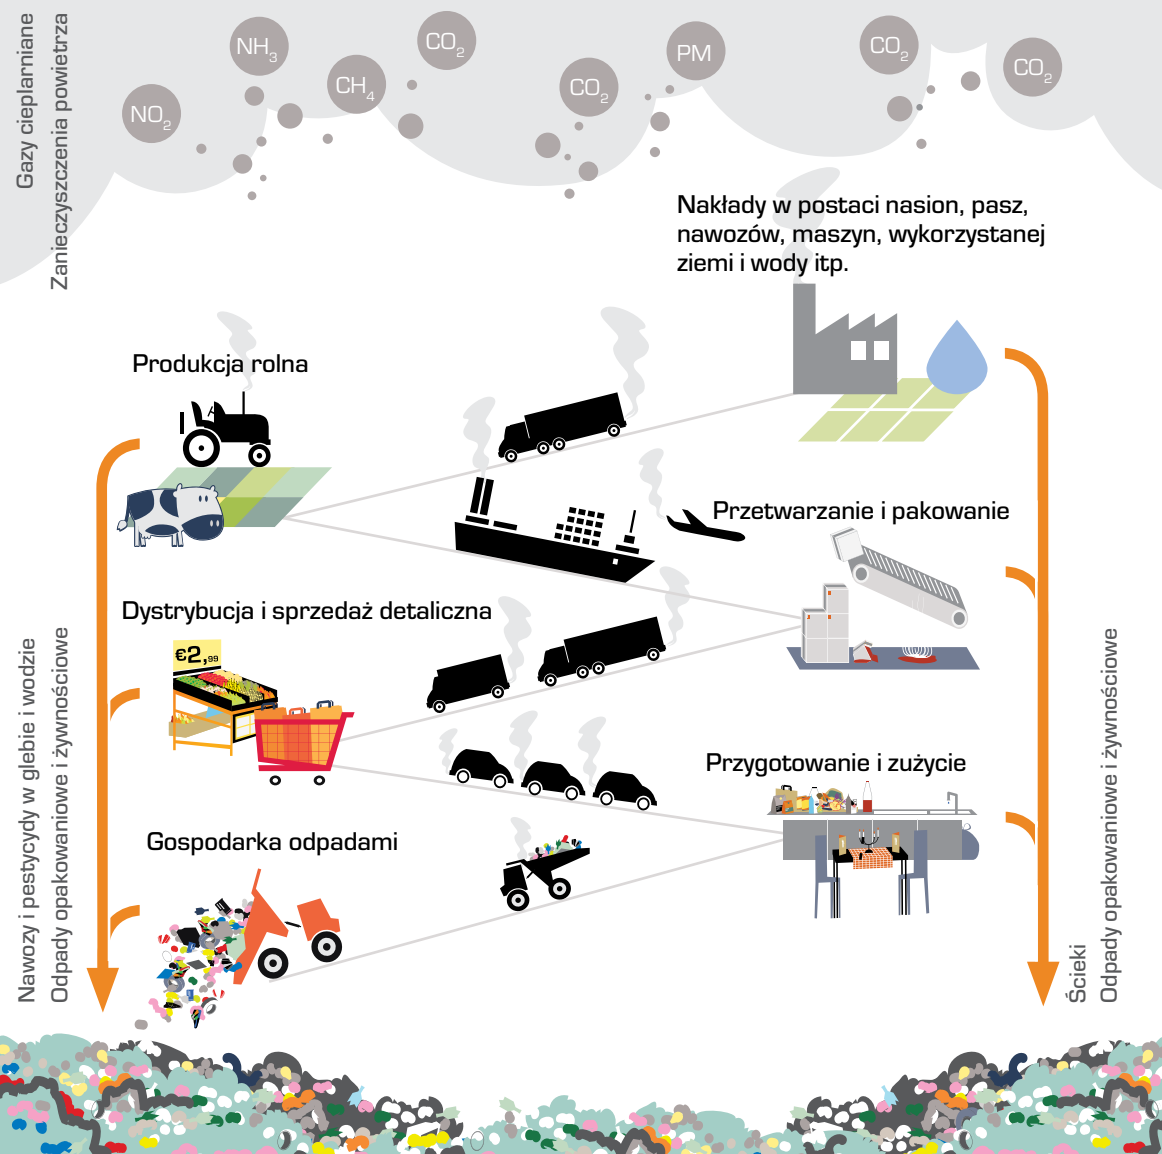 Gazy cieplarniane
Zanieczyszczenia powietrza
NO2
NH3
CH4
CO2
CO2
PM
CO2
CO2
Nakłady w postaci nasion, pasz,
nawozów, maszyn, wykorzystanej
ziemi i wody itp.
Produkcja rolna
Przetwarzanie i pakowanie
Dystrybucja i sprzedaż detaliczna
€2,99
Przygotowanie i zużycie
Gospodarka odpadami
Nawozy i pestycydy w glebie i wodzie
Odpady opakowaniowe i żywnościowe
Ścieki
Odpady opakowaniowe i żywnościowe